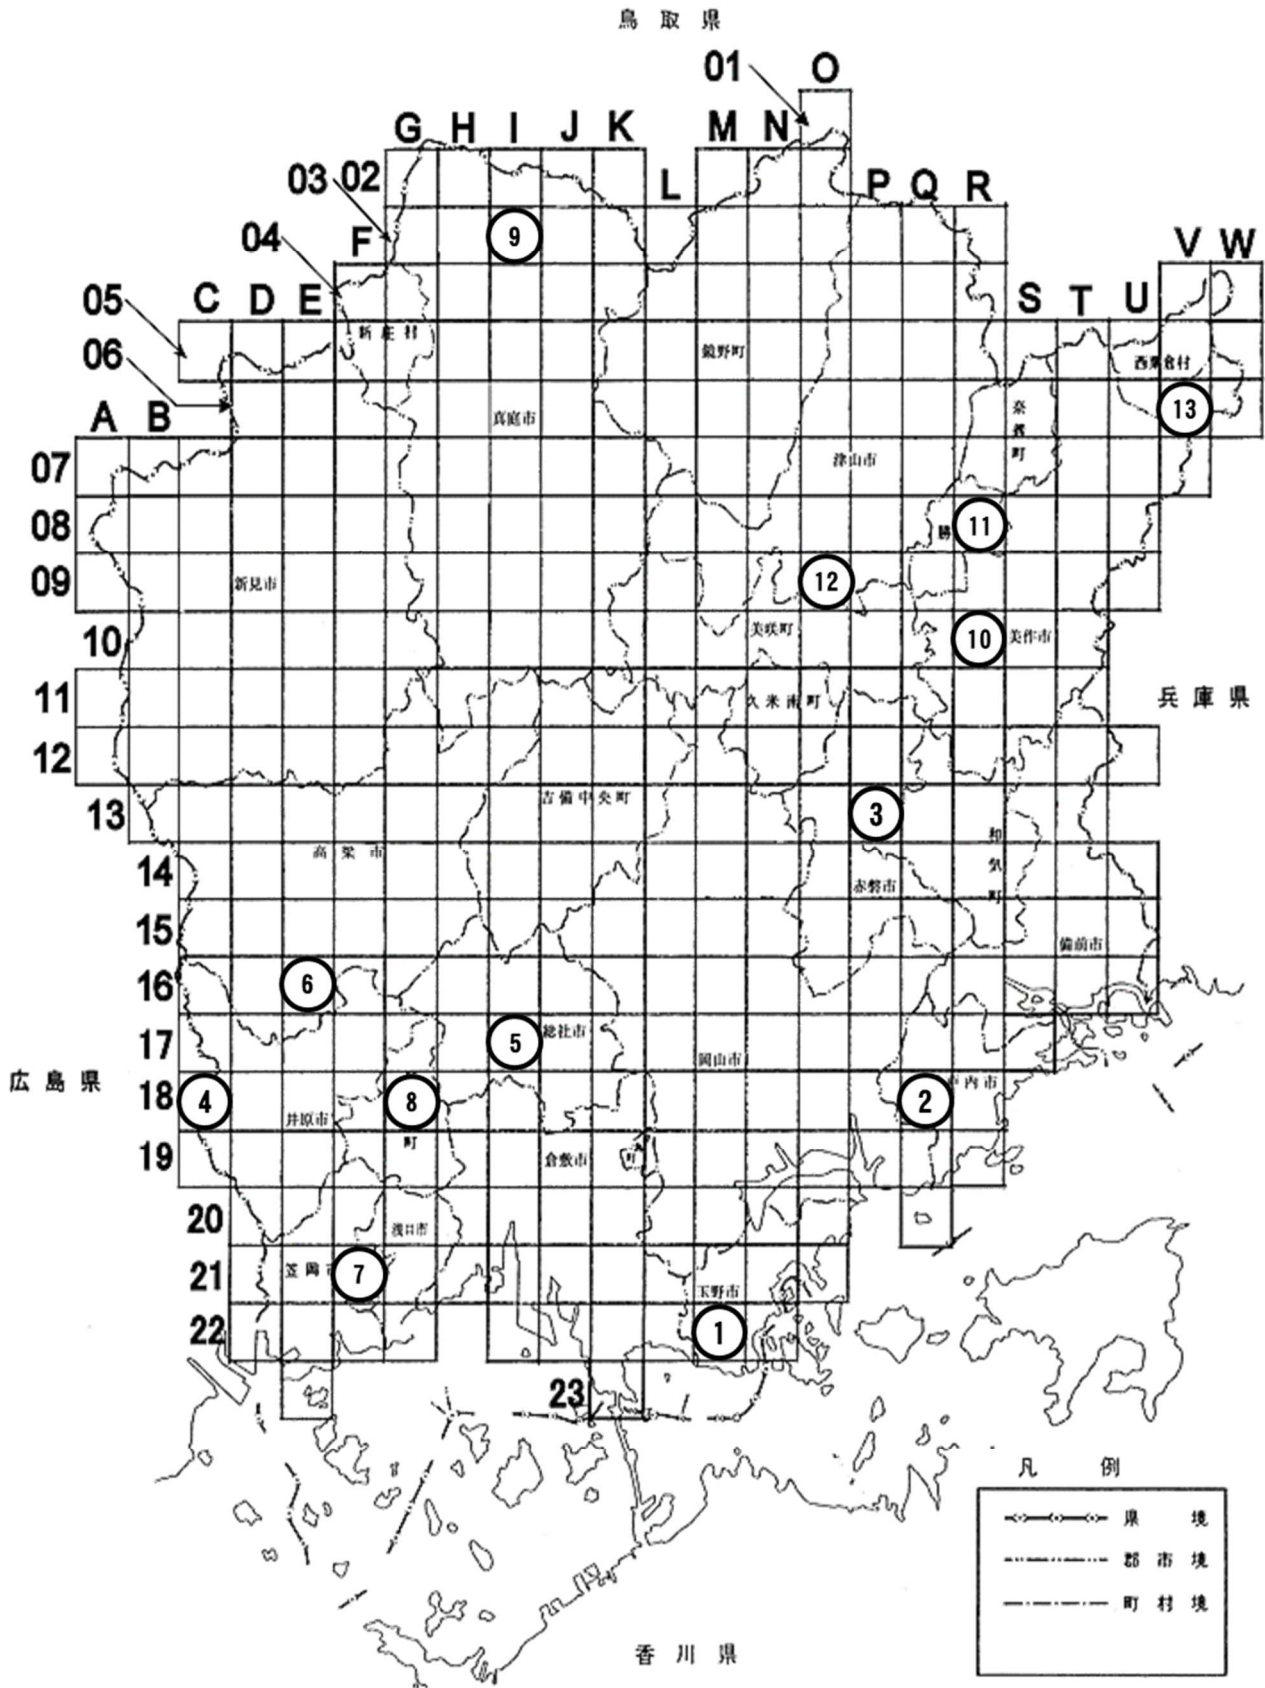 鳥取県
01 O
G H I J K M N
03 02 L P Q R
04 F 9 V W
05 C D E S T U
新庄村
06 鏡野町 西粟倉村
A B 真庭市 奈義町 13
07 津山市
08 勝 11
09 新見市 12
10 美咲町 10 美作市
11 久米南町 兵庫県
12
13 吉備中央町 3 和気町
高梁市
14 赤磐市
15 備前市
16 6
17 5 総社市 岡山市
広島県 18 4 井原市 8 2 内市
19 町 倉敷市 町
20 浅口市
21 笠岡 7 玉野市
22 1
23
凡例
県境
郡市境
町村境
香川県